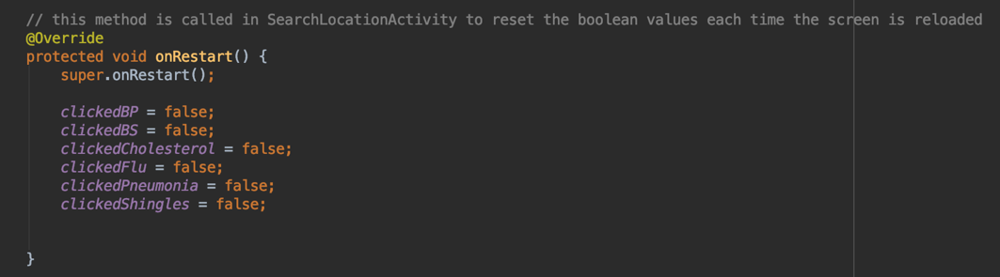 // this method is called in SearchLocationActivity to reset the boolean values each time the screen is reloaded
@Override
protected void onRestart() {
    super.onRestart();
    clickedBP = false;
    clickedBS = false;
    clickedCholesterol = false;
    clickedFlu = false;
    clickedPneumonia = false;
    clickedShingles = false;
}